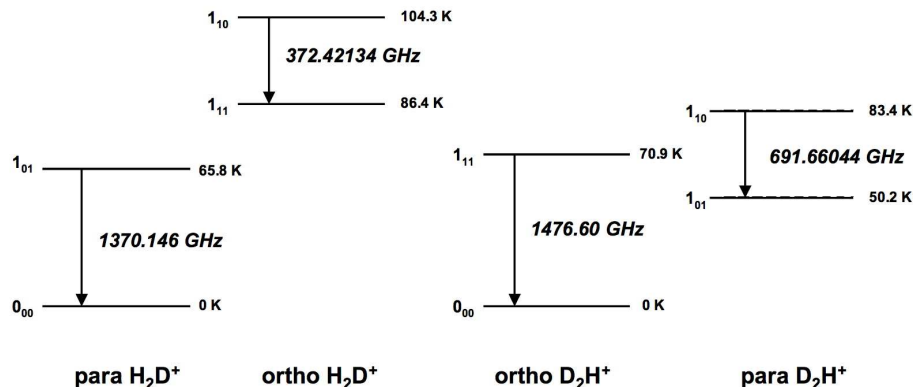 1₁₀ 104.3 K
372.42134 GHz
1₁₁ 86.4 K
1₁₀ 83.4 K
691.66044 GHz
1₀₁ 50.2 K
1₀₁ 65.8 K
1370.146 GHz
0₀₀ 0 K
1₁₁ 70.9 K
1476.60 GHz
0₀₀ 0 K
para H₂D⁺ ortho H₂D⁺ ortho D₂H⁺ para D₂H⁺